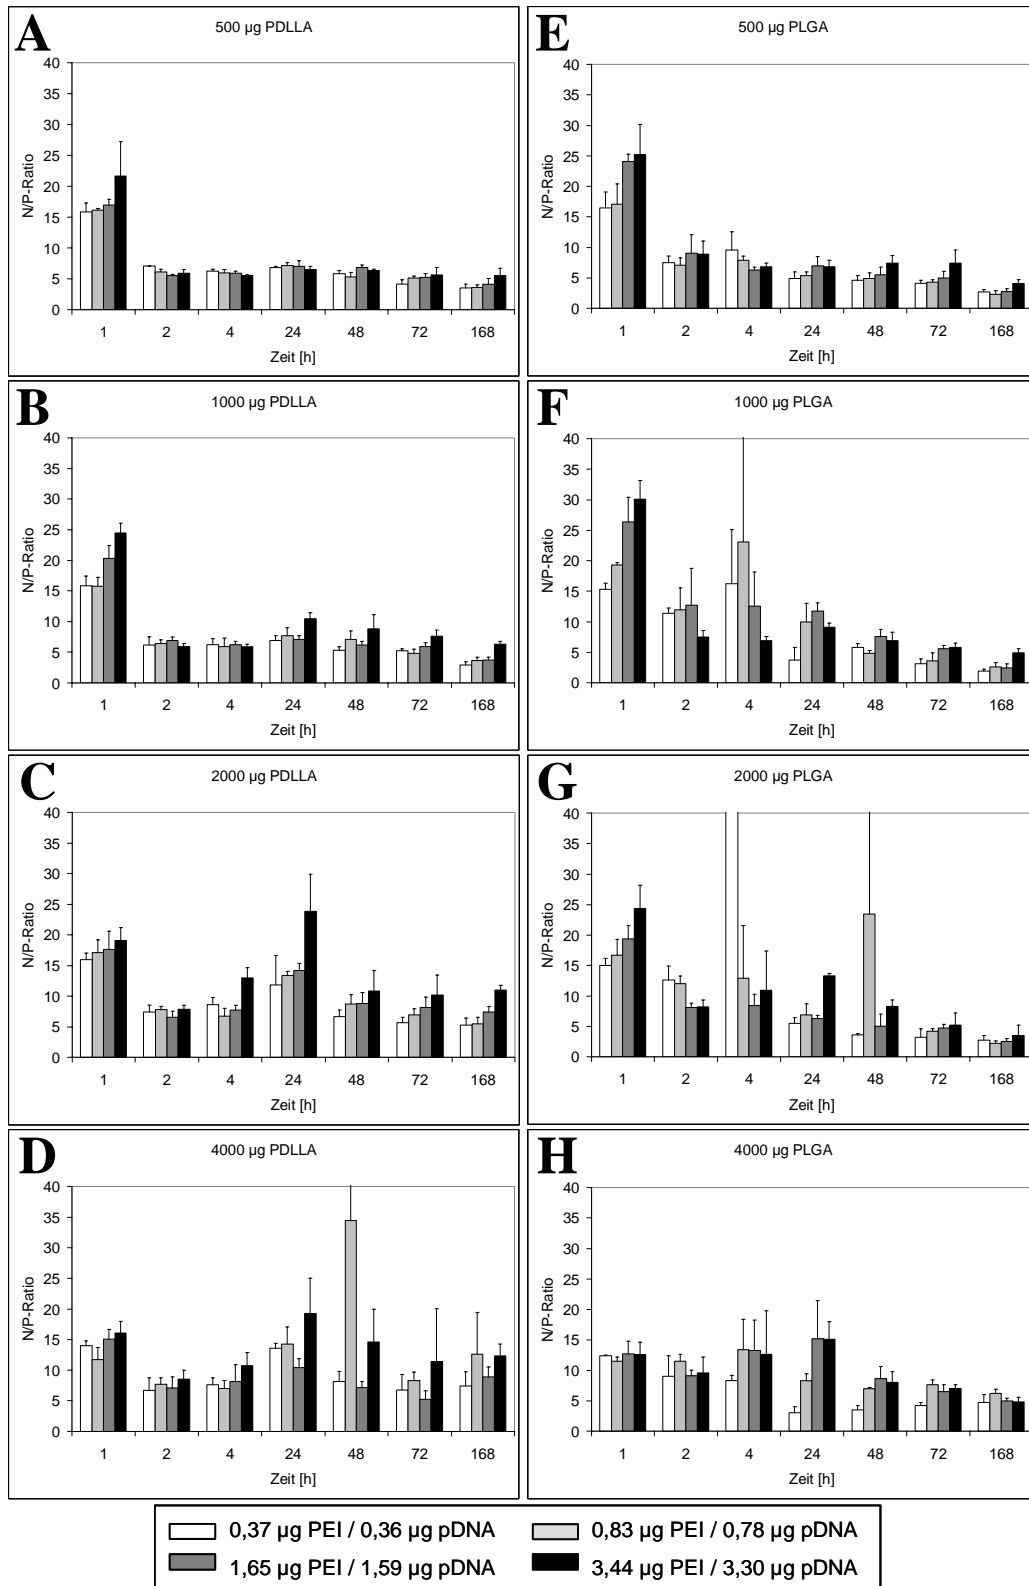 A
500 µg PDLLA
40
35
30
25
20
15
10
5
0
N/P-Ratio
1 2 4 24 48 72 168
Zeit [h]
B
1000 µg PDLLA
40
35
30
25
20
15
10
5
0
N/P-Ratio
1 2 4 24 48 72 168
Zeit [h]
C
2000 µg PDLLA
40
35
30
25
20
15
10
5
0
N/P-Ratio
1 2 4 24 48 72 168
Zeit [h]
D
4000 µg PDLLA
40
35
30
25
20
15
10
5
0
N/P-Ratio
1 2 4 24 48 72 168
Zeit [h]
E
500 µg PLGA
40
35
30
25
20
15
10
5
0
N/P-Ratio
1 2 4 24 48 72 168
Zeit [h]
F
1000 µg PLGA
40
35
30
25
20
15
10
5
0
N/P-Ratio
1 2 4 24 48 72 168
Zeit [h]
G
2000 µg PLGA
40
35
30
25
20
15
10
5
0
N/P-Ratio
1 2 4 24 48 72 168
Zeit [h]
H
4000 µg PLGA
40
35
30
25
20
15
10
5
0
N/P-Ratio
1 2 4 24 48 72 168
Zeit [h]
0,37 µg PEI / 0,36 µg pDNA
0,83 µg PEI / 0,78 µg pDNA
1,65 µg PEI / 1,59 µg pDNA
3,44 µg PEI / 3,30 µg pDNA